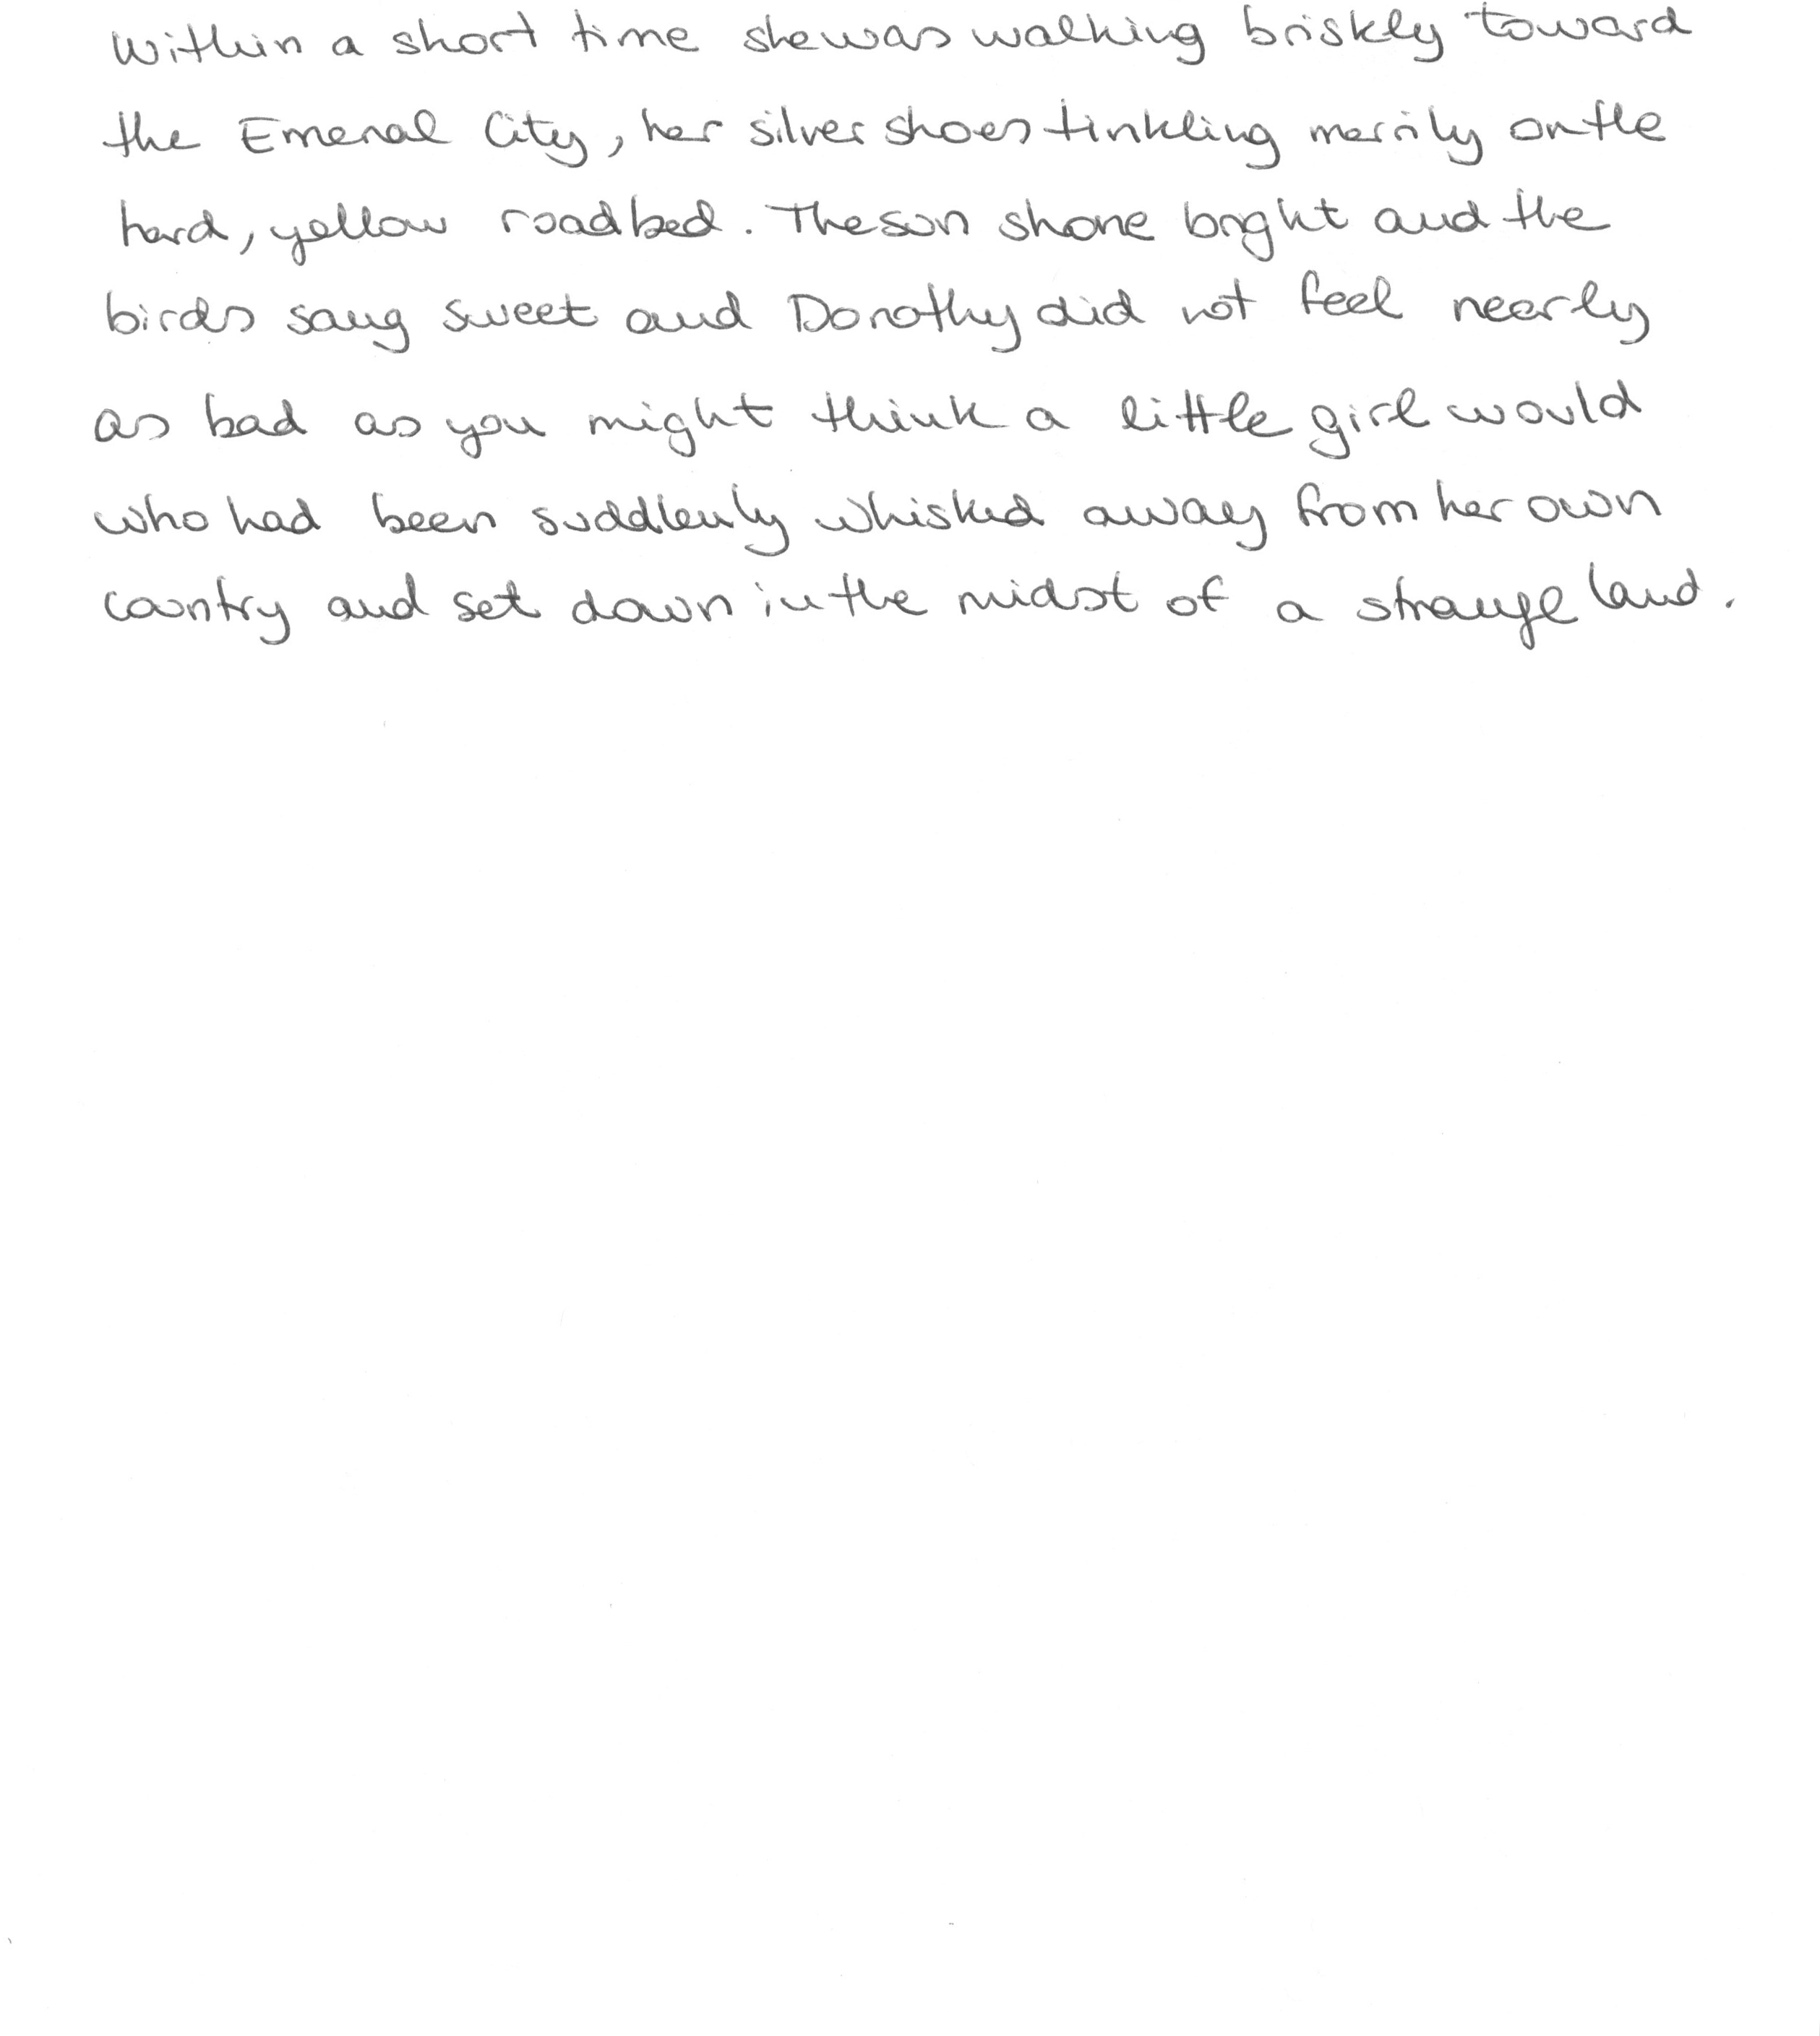 Within a short time she was walking briskly toward
the Emeral City, her silver shoes tinkling merrily on the
hard, yellow roadbed. The sun shone bright and the
birds sang sweet and Dorothy did not feel nearly
as bad as you might think a little girl would
who had been suddlenly whisked away from her own
country and set down in the midst of a strange land.